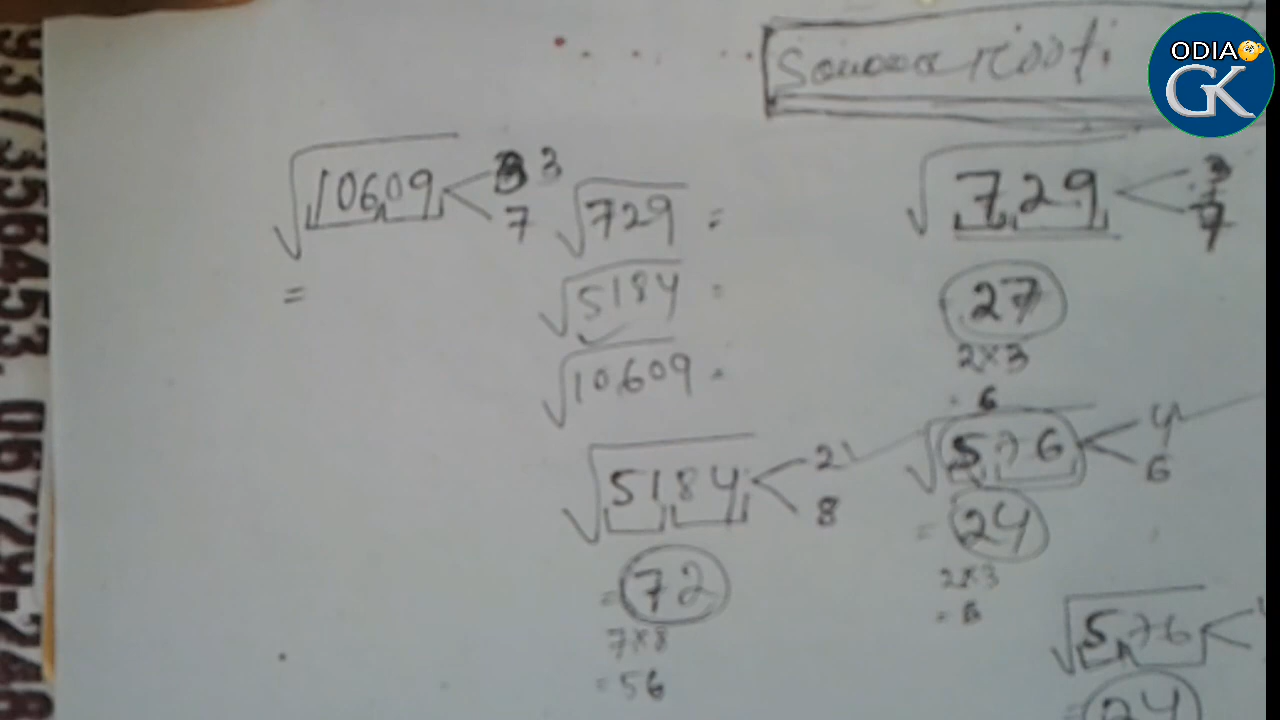 Square root:
ODIA
GK
√10609 < 3
7
=
√729 =
√5184 =
√10609 =
√729 < 3
7
27
2×3
= 6
√5184 < 2
8
= 72
7×8
= 56
√576 < 4
6
= 24
2×3
= 6
√576 <
= 24